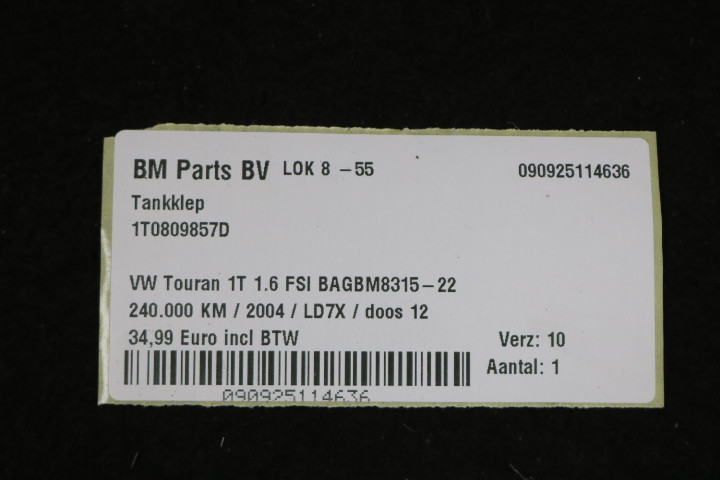 BM Parts BV LOK 8 -55 090925114636
Tankklep
1T0809857D
VW Touran 1T 1.6 FSI BAGBM8315-22
240.000 KM / 2004 / LD7X / doos 12
34,99 Euro incl BTW Verz: 10
Aantal: 1
090925114636